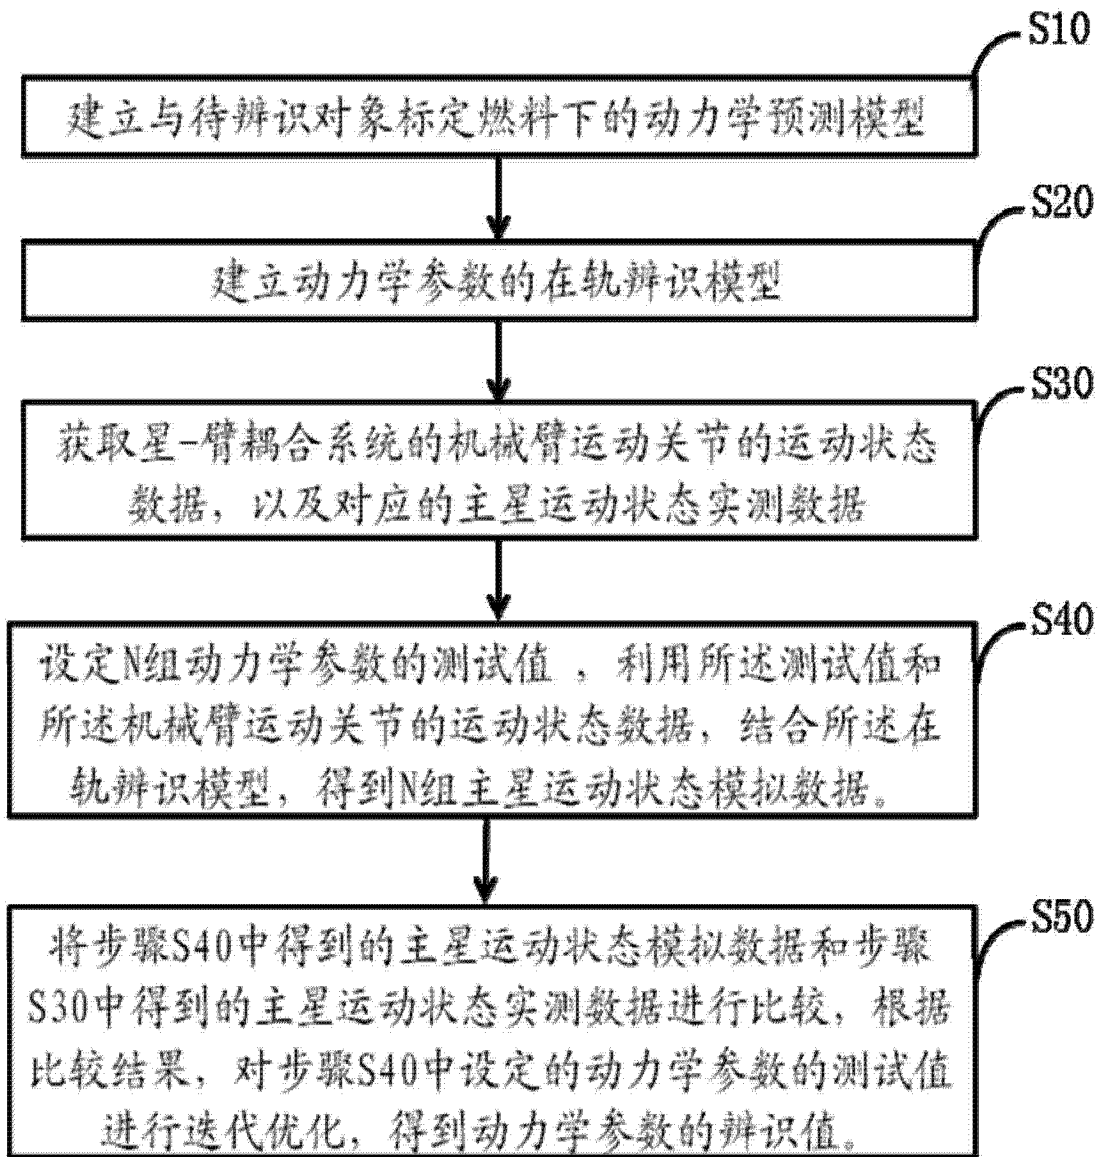 S10
建立与待辨识对象标定燃料下的动力学预测模型
S20
建立动力学参数的在轨辨识模型
S30
获取星-臂耦合系统的机械臂运动关节的运动状态
数据，以及对应的主星运动状态实测数据
S40
设定N组动力学参数的测试值 ，利用所述测试值和
所述机械臂运动关节的运动状态数据，结合所述在
轨辨识模型，得到N组主星运动状态模拟数据。
S50
将步骤S40中得到的主星运动状态模拟数据和步骤
S30中得到的主星运动状态实测数据进行比较，根据
比较结果，对步骤S40中设定的动力学参数的测试值
进行迭代优化，得到动力学参数的辨识值。